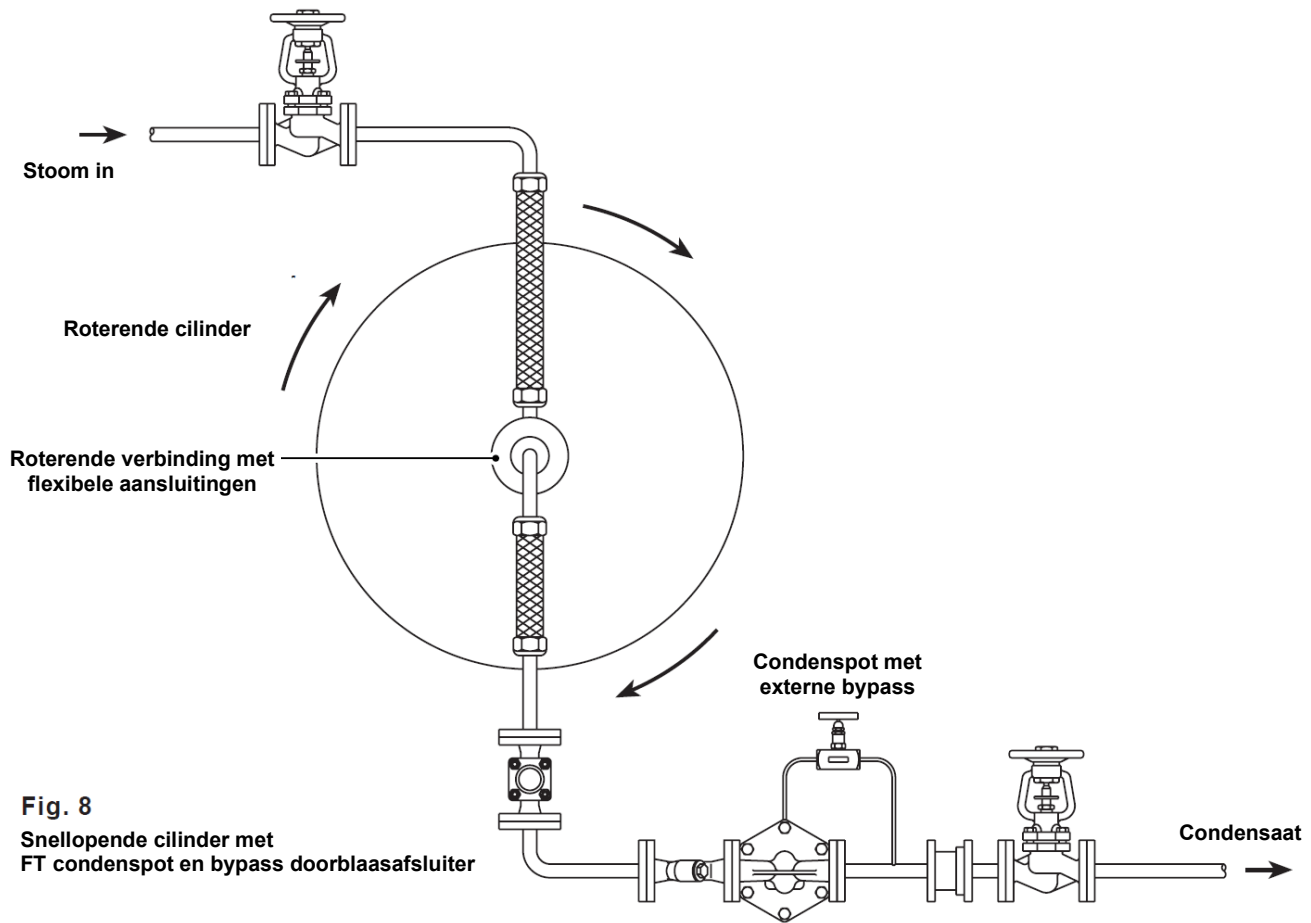 Stoom in
Roterende cilinder
Roterende verbinding met
flexibele aansluitingen
Condenspot met
externe bypass
Condensaat
Fig. 8
Snellopende cilinder met
FT condenspot en bypass doorblaasafsluiter